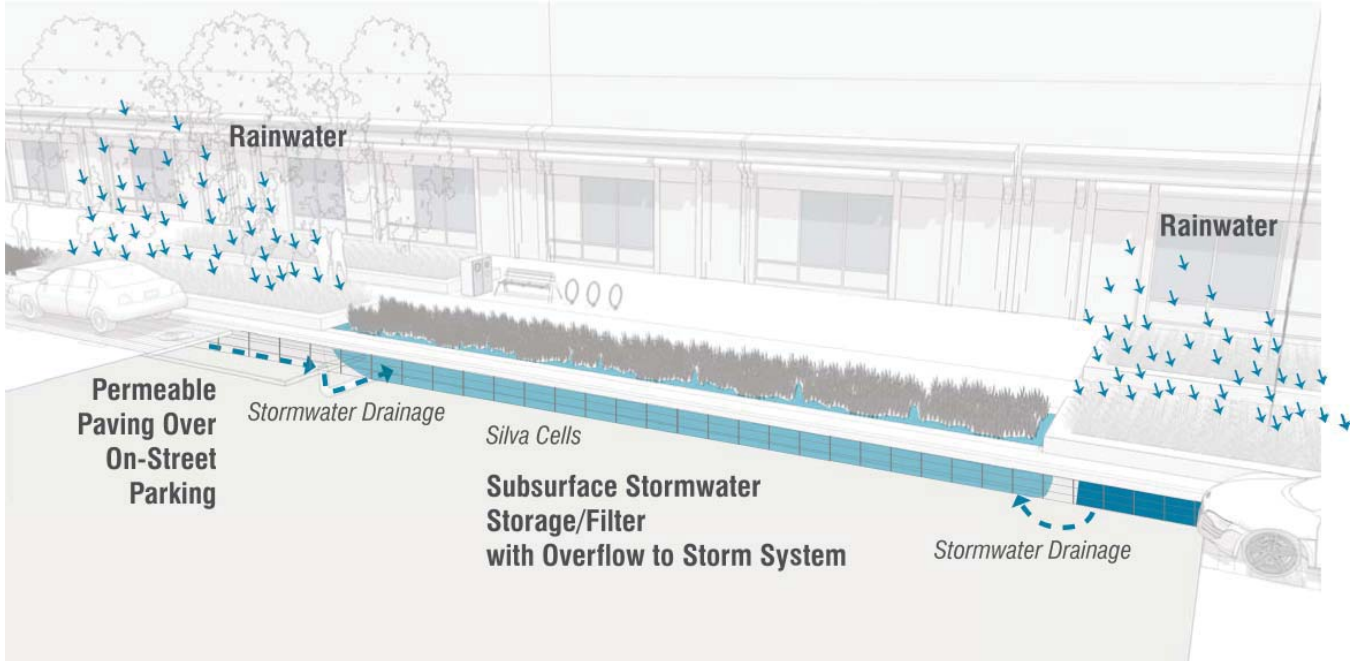 Rainwater
Rainwater
Permeable
Paving Over
On-Street
Parking
Stormwater Drainage
Silva Cells
Subsurface Stormwater
Storage/Filter
with Overflow to Storm System
Stormwater Drainage